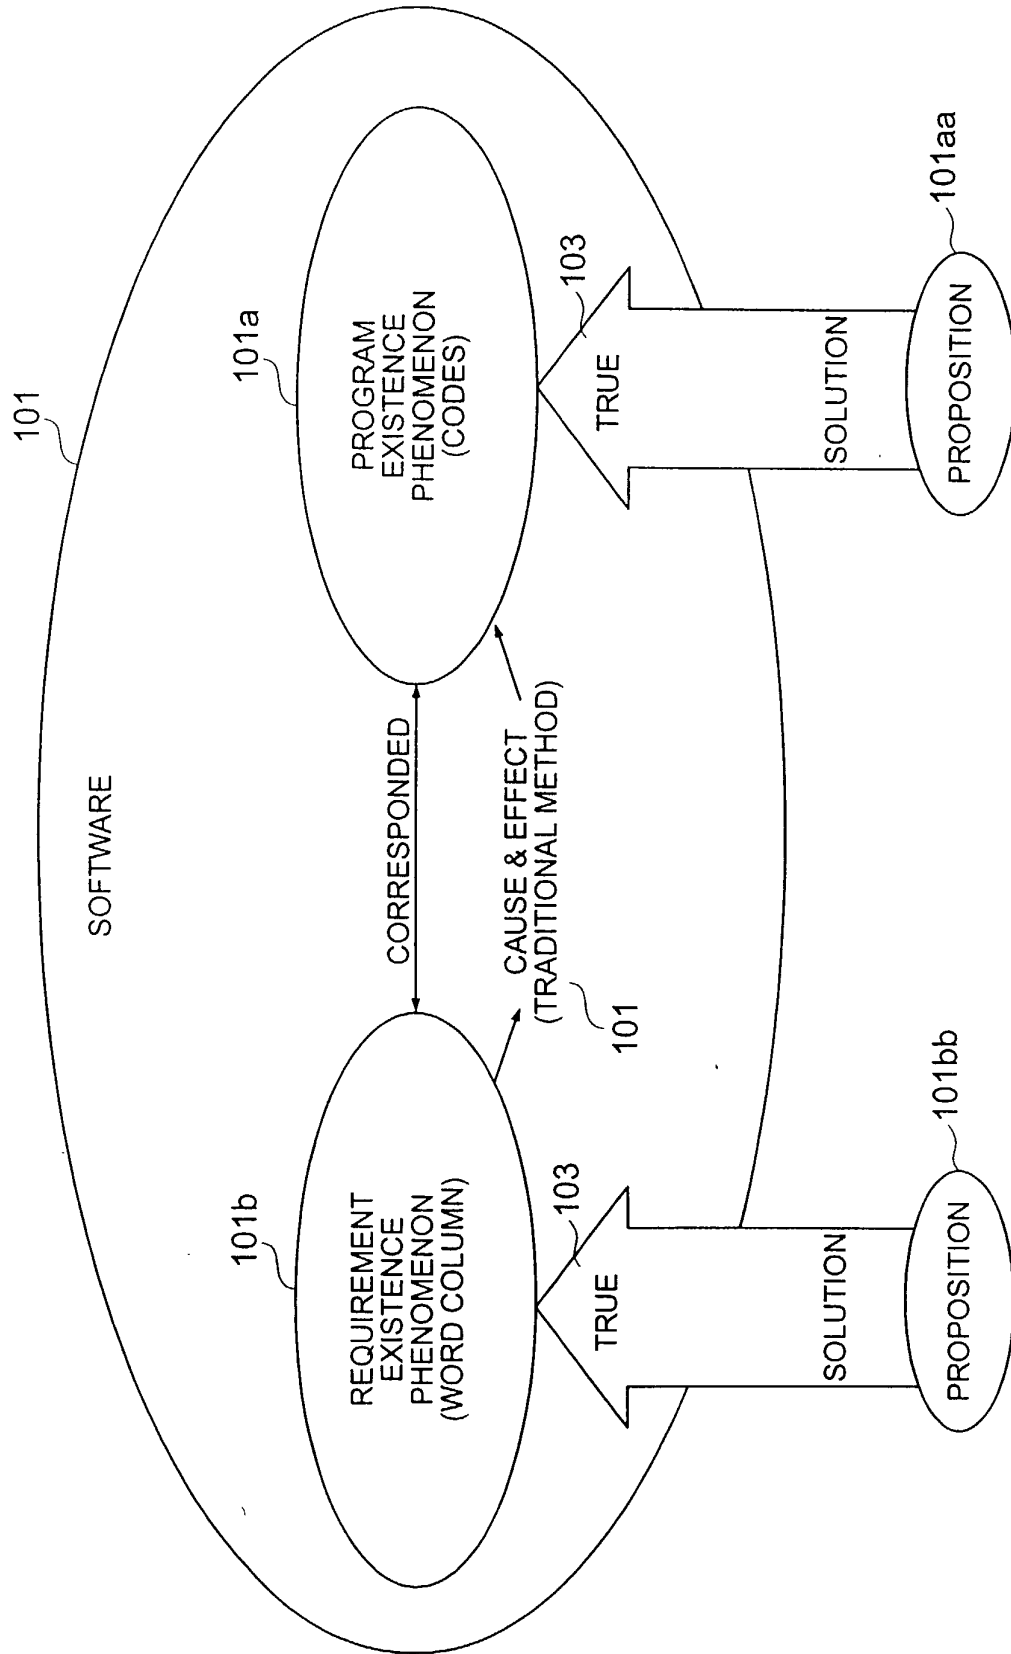 101
SOFTWARE
101b
REQUIREMENT
EXISTENCE
PHENOMENON
(WORD COLUMN)
CORRESPONDED
101a
PROGRAM
EXISTENCE
PHENOMENON
(CODES)
CAUSE & EFFECT
(TRADITIONAL METHOD)
101
103
TRUE
SOLUTION
PROPOSITION
101bb
103
TRUE
SOLUTION
PROPOSITION
101aa